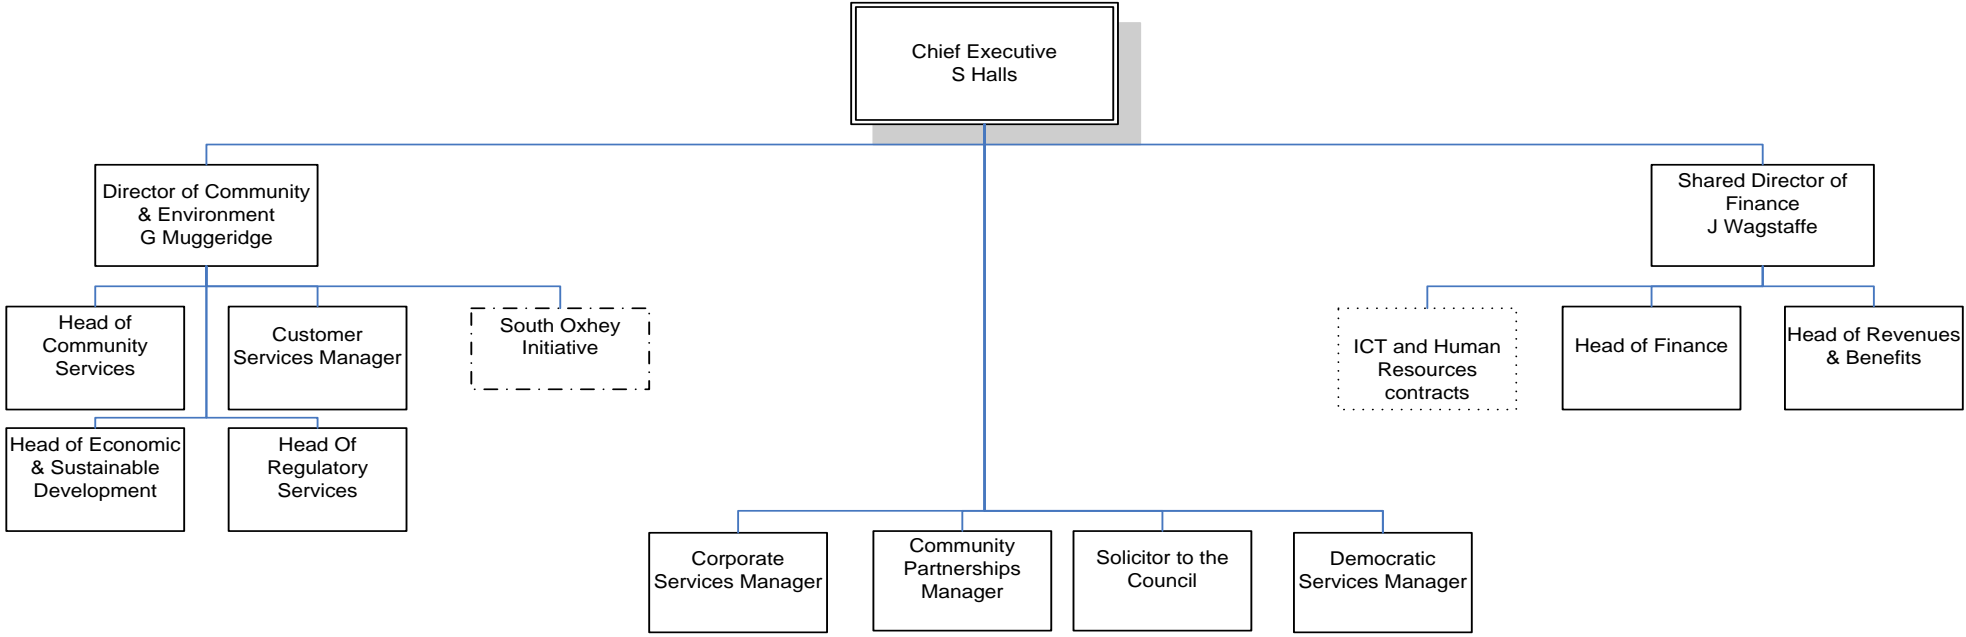 Chief Executive
S Halls
Director of Community
& Environment
G Muggeridge
Shared Director of
Finance
J Wagstaffe
Head of
Community
Services
Customer
Services Manager
South Oxhey
Initiative
ICT and Human
Resources
contracts
Head of Finance
Head of Revenues
& Benefits
Head of Economic
& Sustainable
Development
Head Of
Regulatory
Services
Corporate
Services Manager
Community
Partnerships
Manager
Solicitor to the
Council
Democratic
Services Manager